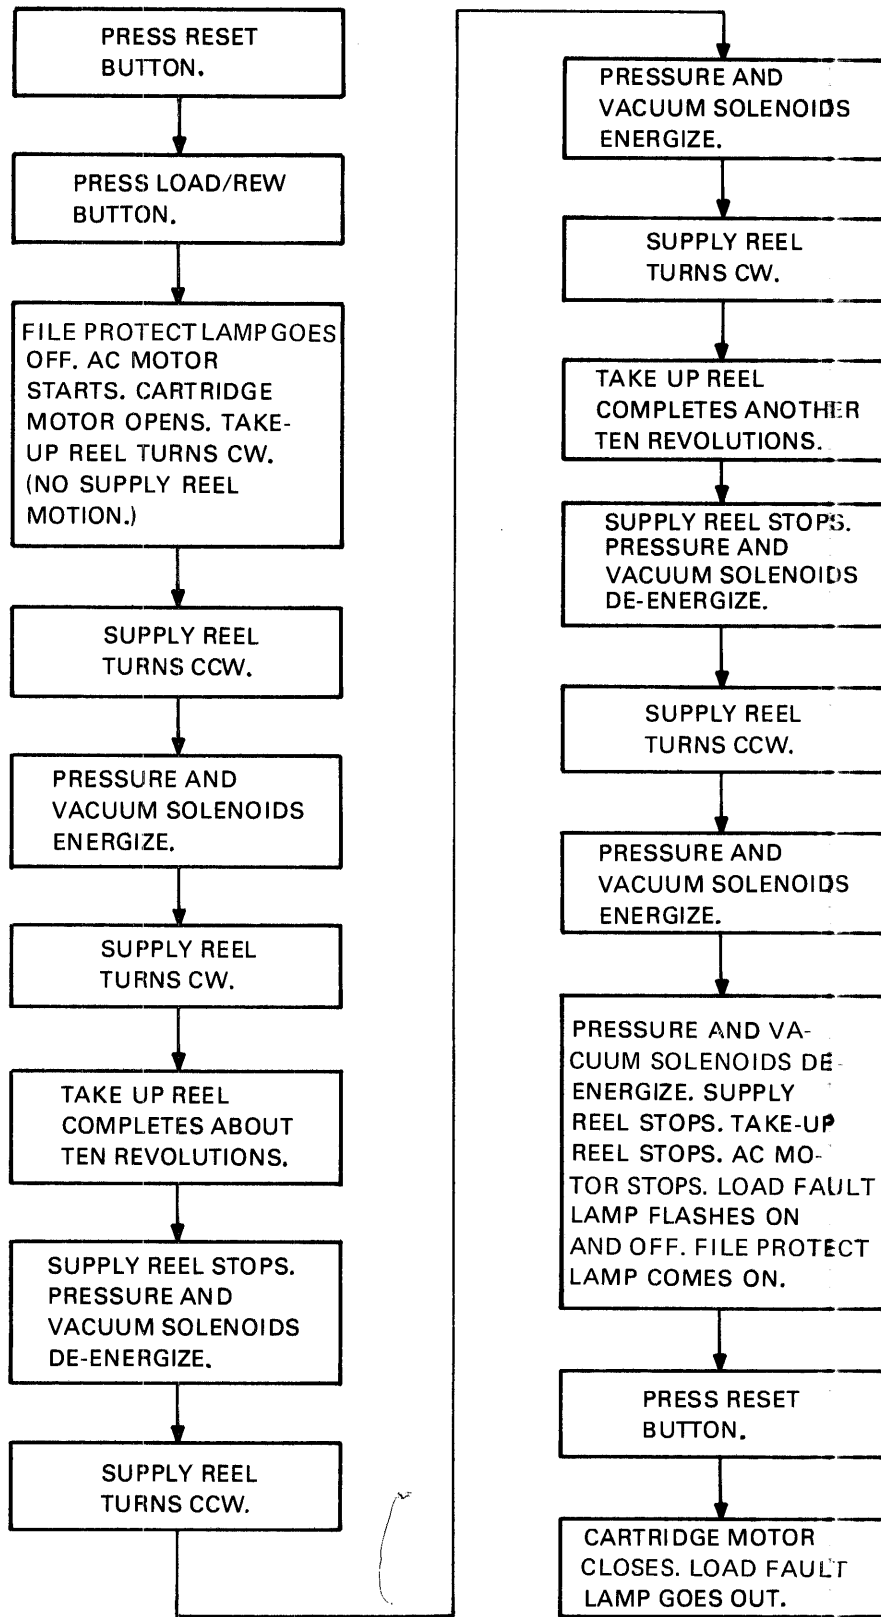 PRESS RESET
BUTTON.
PRESS LOAD/REW
BUTTON.
FILE PROTECT LAMP GOES
OFF. AC MOTOR
STARTS. CARTRIDGE
MOTOR OPENS. TAKE-
UP REEL TURNS CW.
(NO SUPPLY REEL
MOTION.)
SUPPLY REEL
TURNS CCW.
PRESSURE AND
VACUUM SOLENOIDS
ENERGIZE.
SUPPLY REEL
TURNS CW.
TAKE UP REEL
COMPLETES ABOUT
TEN REVOLUTIONS.
SUPPLY REEL STOPS.
PRESSURE AND
VACUUM SOLENOIDS
DE-ENERGIZE.
SUPPLY REEL
TURNS CCW.
PRESSURE AND
VACUUM SOLENOIDS
ENERGIZE.
SUPPLY REEL
TURNS CW.
TAKE UP REEL
COMPLETES ANOTHER
TEN REVOLUTIONS.
SUPPLY REEL STOPS.
PRESSURE AND
VACUUM SOLENOIDS
DE-ENERGIZE.
SUPPLY REEL
TURNS CCW.
PRESSURE AND
VACUUM SOLENOIDS
ENERGIZE.
PRESSURE AND VA-
CUUM SOLENOIDS DE-
ENERGIZE. SUPPLY
REEL STOPS. TAKE-UP
REEL STOPS. AC MO-
TOR STOPS. LOAD FAULT
LAMP FLASHES ON
AND OFF. FILE PROTECT
LAMP COMES ON.
PRESS RESET
BUTTON.
CARTRIDGE MOTOR
CLOSES. LOAD FAULT
LAMP GOES OUT.